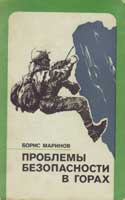 БОРИС МАРИНОВ
ПРОБЛЕМЫ
БЕЗОПАСНОСТИ
В ГОРАХ